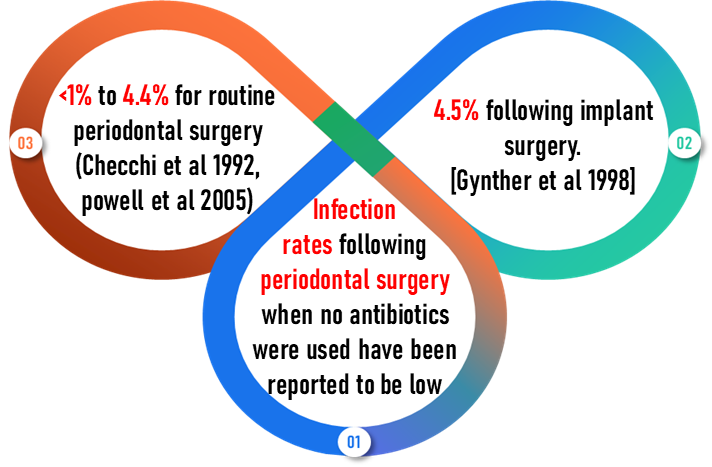 01
Infection
rates following
periodontal surgery
when no antibiotics
were used have been
reported to be low
02
4.5% following implant
surgery.
[Gynther et al 1998]
03
<1% to 4.4% for routine
periodontal surgery
(Checchi et al 1992,
powell et al 2005)